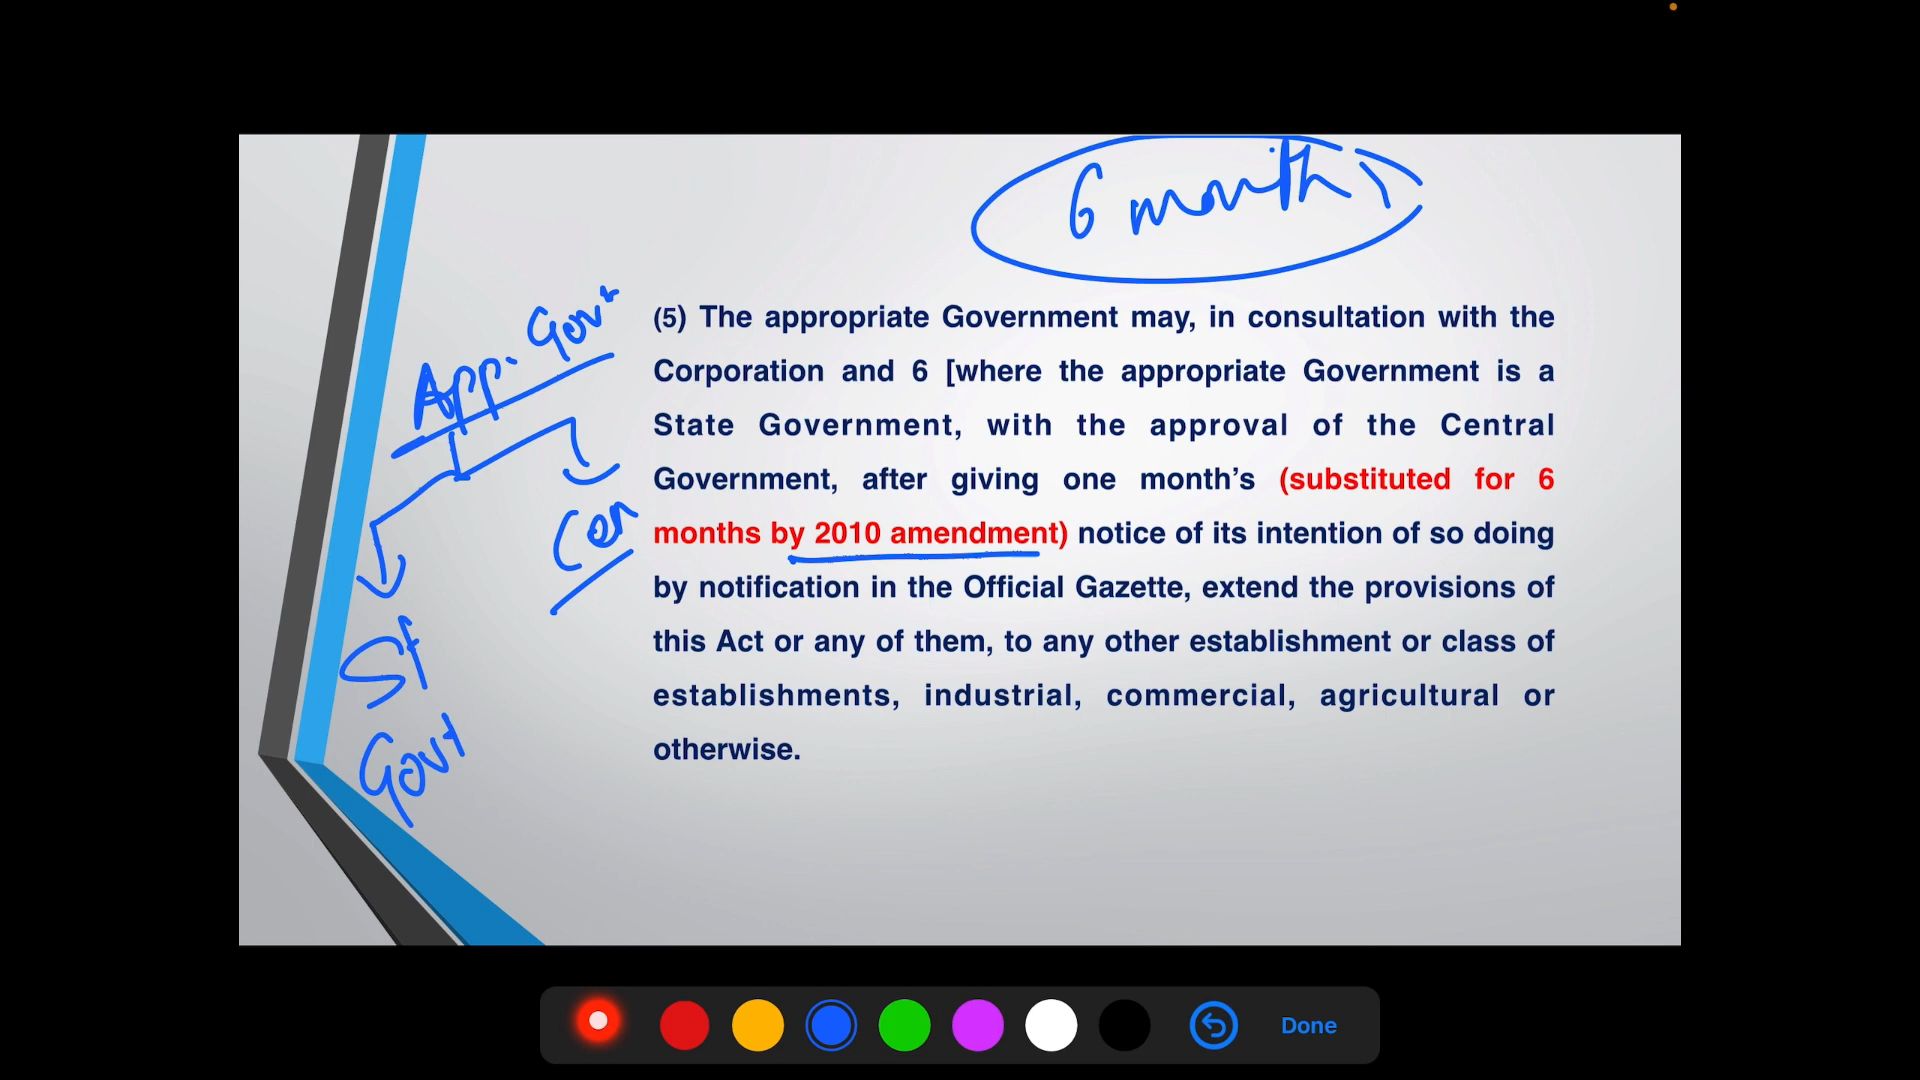 6 months
App. Govt
Cen
St
Govt
(5) The appropriate Government may, in consultation with the
Corporation and 6 [where the appropriate Government is a
State Government, with the approval of the Central
Government, after giving one month’s (substituted for 6
months by 2010 amendment) notice of its intention of so doing
by notification in the Official Gazette, extend the provisions of
this Act or any of them, to any other establishment or class of
establishments, industrial, commercial, agricultural or
otherwise.
Done